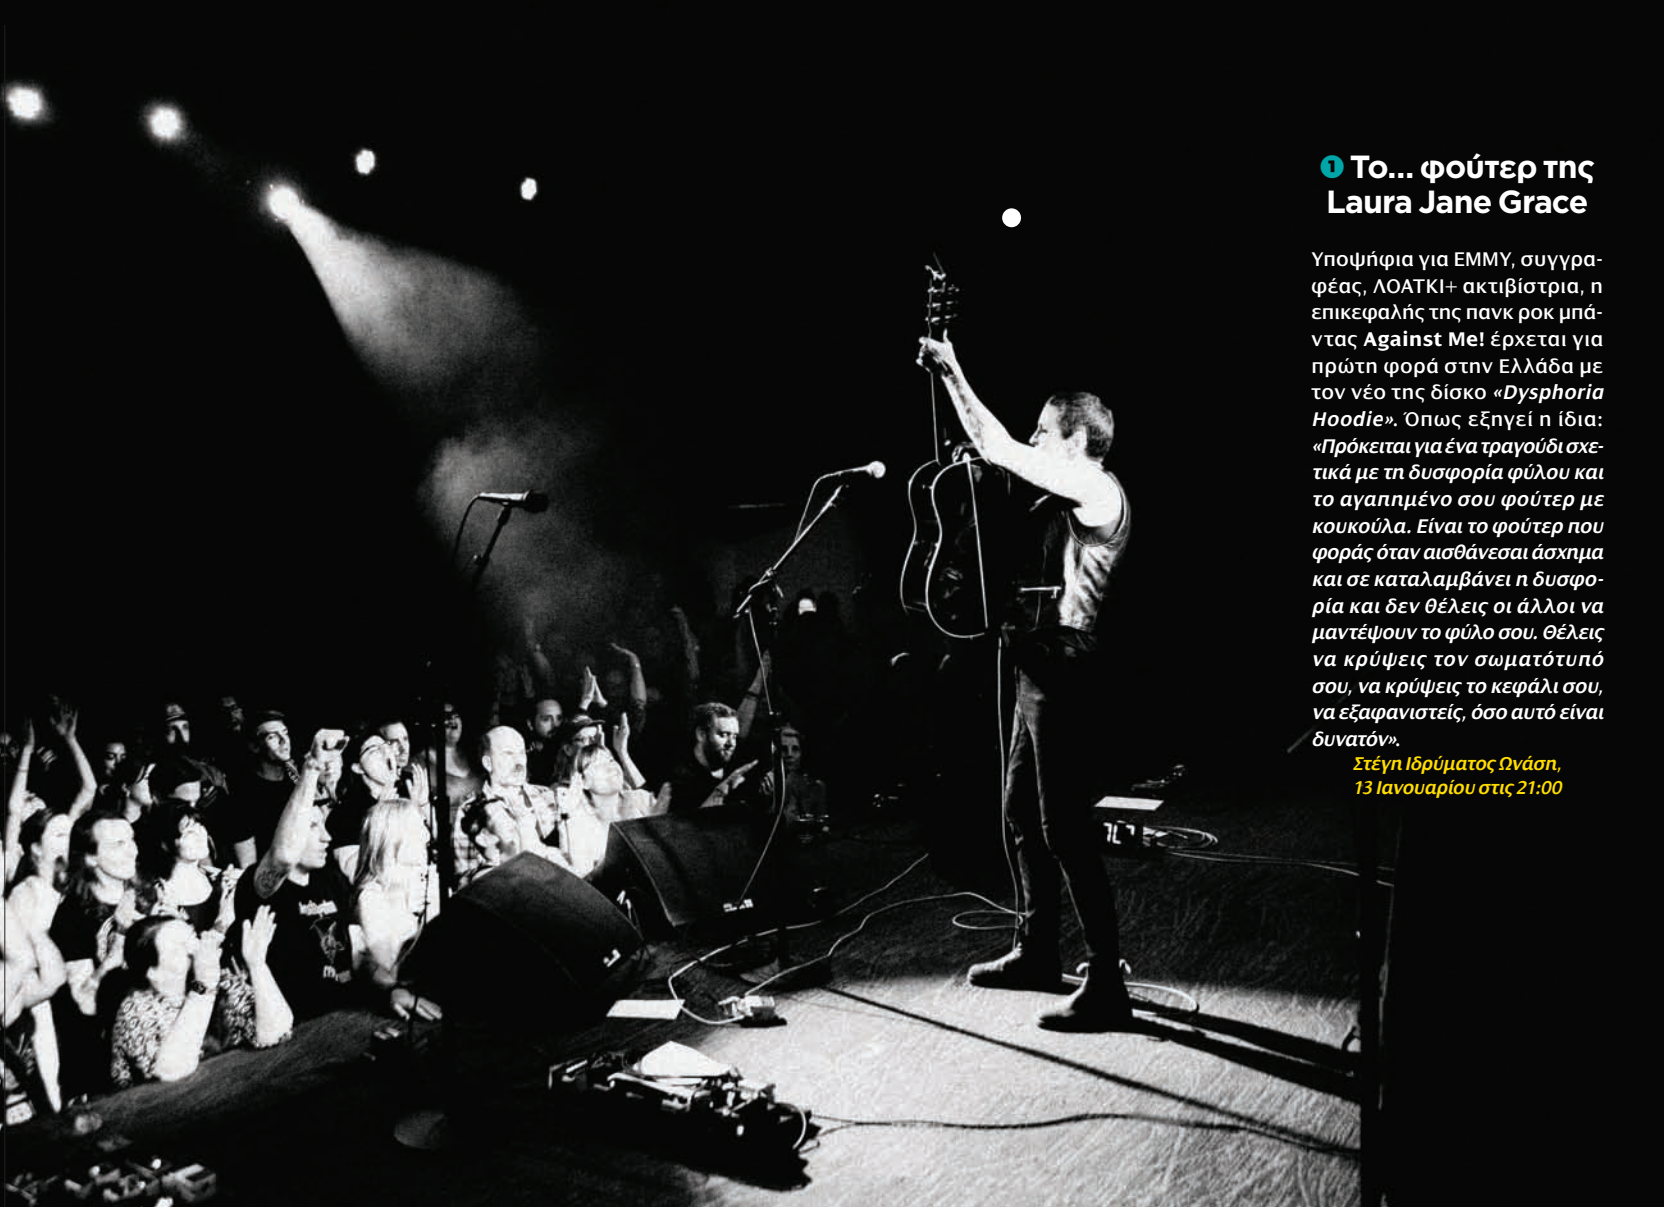 1 Το... φούτερ της
Laura Jane Grace
Υποψήφια για ΕΜΜΥ, συγγρα-
φέας, ΛΟΑΤΚΙ+ ακτιβίστρια, η
επικεφαλής της πανκ ροκ μπά-
ντας Against Me! έρχεται για
πρώτη φορά στην Ελλάδα με
τον νέο της δίσκο «Dysphoria
Hoodie». Όπως εξηγεί η ίδια:
«Πρόκειται για ένα τραγούδι σχε-
τικά με τη δυσφορία φύλου και
το αγαπημένο σου φούτερ με
κουκούλα. Είναι το φούτερ που
φοράς όταν αισθάνεσαι άσχημα
και σε καταλαμβάνει η δυσφο-
ρία και δεν θέλεις οι άλλοι να
μαντέψουν το φύλο σου. Θέλεις
να κρύψεις τον σωματότυπό
σου, να κρύψεις το κεφάλι σου,
να εξαφανιστείς, όσο αυτό είναι
δυνατόν».
Στέγη Ιδρύματος Ωνάση,
13 Ιανουαρίου στις 21:00